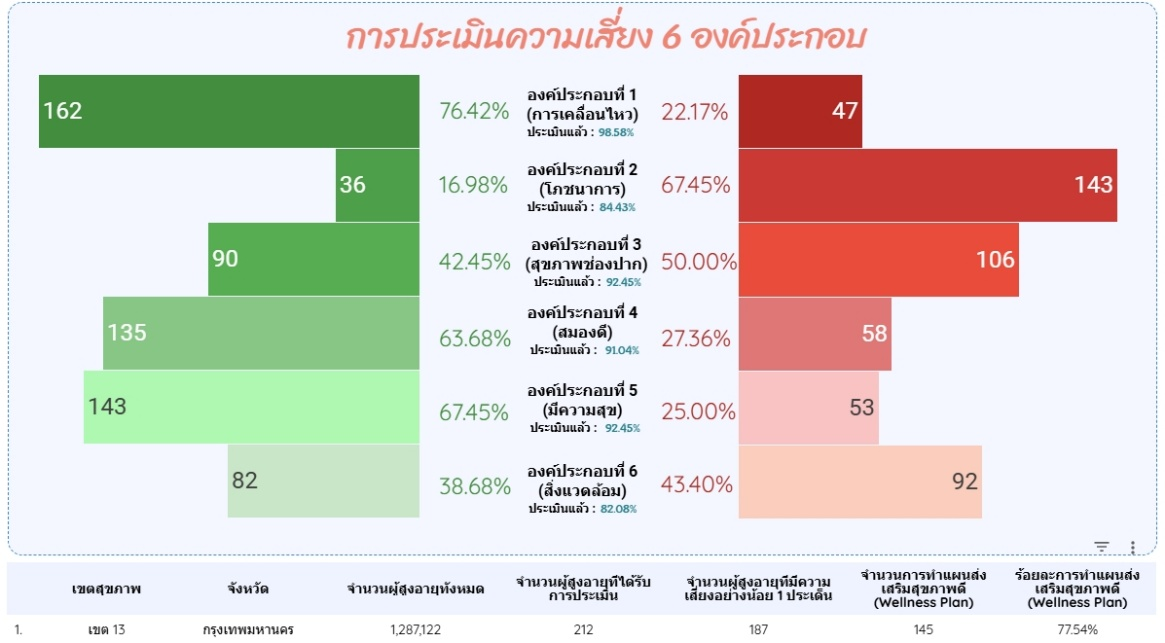 การประเมินความเสี่ยง 6 องค์ประกอบ
162
76.42%
องค์ประกอบที่ 1
(การเคลื่อนไหว)
ประเมินแล้ว : 98.58%
22.17%
47
36
16.98%
องค์ประกอบที่ 2
(โภชนาการ)
ประเมินแล้ว : 84.43%
67.45%
143
90
42.45%
องค์ประกอบที่ 3
(สุขภาพช่องปาก)
ประเมินแล้ว : 92.45%
50.00%
106
135
63.68%
องค์ประกอบที่ 4
(สมองดี)
ประเมินแล้ว : 91.04%
27.36%
58
143
67.45%
องค์ประกอบที่ 5
(มีความสุข)
ประเมินแล้ว : 92.45%
25.00%
53
82
38.68%
องค์ประกอบที่ 6
(สิ่งแวดล้อม)
ประเมินแล้ว : 82.08%
43.40%
92
เขตสุขภาพ
จังหวัด
จำนวนผู้สูงอายุทั้งหมด
จำนวนผู้สูงอายุที่ได้รับ
การประเมิน
จำนวนผู้สูงอายุที่มีความ
เสี่ยงอย่างน้อย 1 ประเด็น
จำนวนการทำแผนส่ง
เสริมสุขภาพดี
(Wellness Plan)
ร้อยละการทำแผนส่ง
เสริมสุขภาพดี
(Wellness Plan)
1. เขต 13 กรุงเทพมหานคร 1,287,122 212 187 145 77.54%